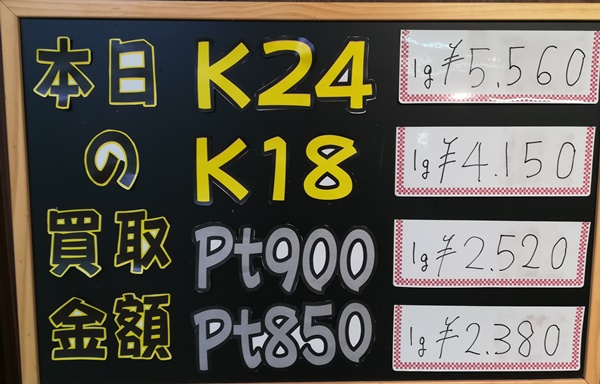 本日 K24 1g ¥5.560
の K18 1g ¥4.150
買取 Pt900 1g ¥2.520
金額 Pt850 1g ¥2.380